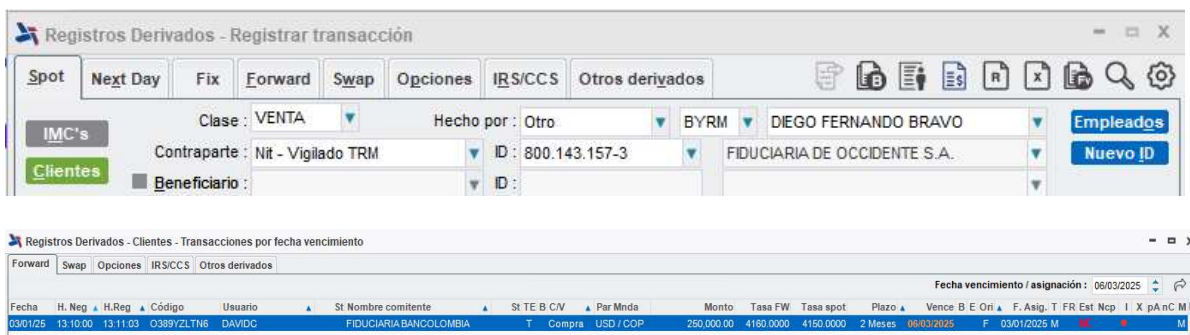 Registros Derivados - Registrar transacción
Spot Next Day Fix Forward Swap Opciones IRS/CCS Otros derivados
IMC's Clase : VENTA Hecho por : Otro BYRM DIEGO FERNANDO BRAVO Empleados
Clientes Contraparte : Nit - Vigilado TRM ID : 800.143.157-3 FIDUCIARIA DE OCCIDENTE S.A. Nuevo ID
Beneficiario : ID :
Registros Derivados - Clientes - Transacciones por fecha vencimiento
Forward Swap Opciones IRS/CCS Otros derivados
Fecha vencimiento / asignación : 06/03/2025
Fecha H. Neg H.Reg Código Usuario St Nombre comitente St TE B C/V Par Mnda Monto Tasa FW Tasa spot Plazo Vence B E Ori F. Asig. T FR Est Ncp I X pA nC M
03/01/25 13:10:00 13:11:03 O389YZLTN6 DAVIDC FIDUCIARIA BANCOLOMBIA T Compra USD / COP 250,000.00 4160.0000 4150.0000 2 Meses 06/03/2025 F 03/01/2025 M M